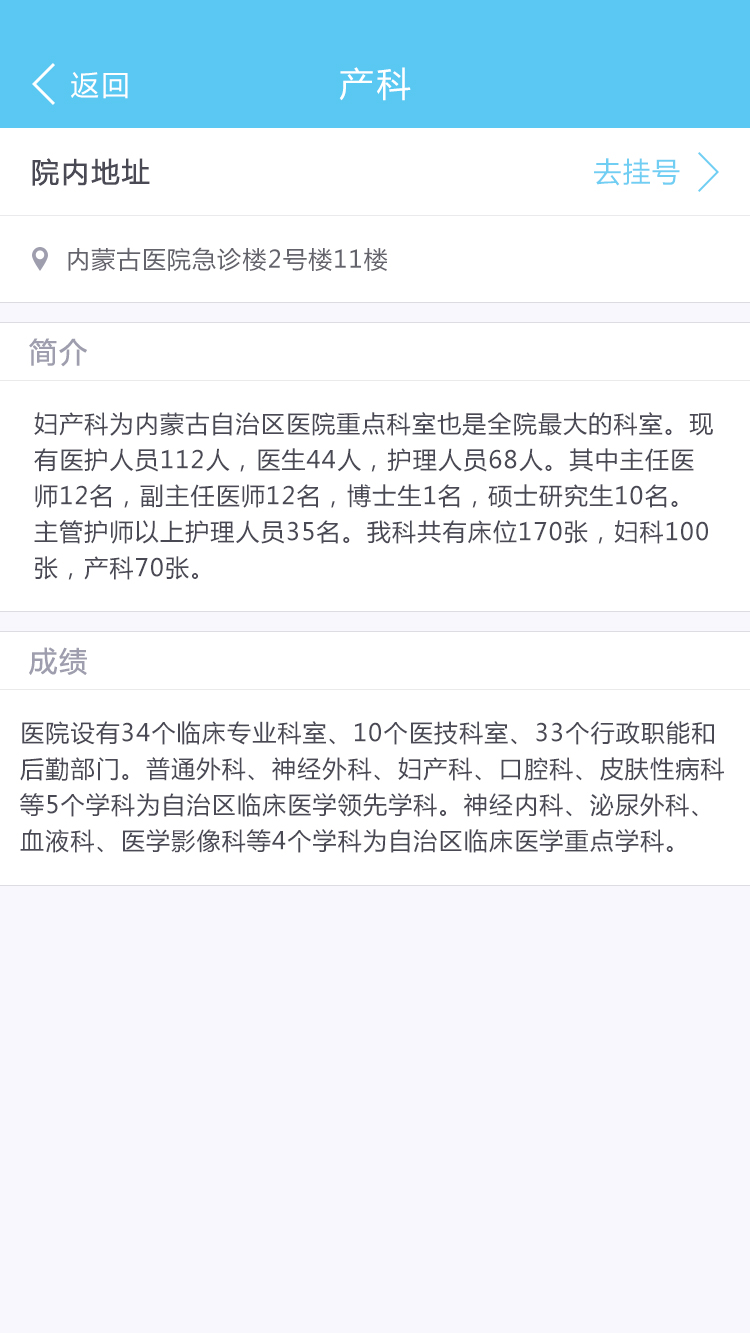 返回
产科
院内地址
去挂号
内蒙古医院急诊楼2号楼11楼
简介
妇产科为内蒙古自治区医院重点科室也是全院最大的科室。现
有医护人员112人，医生44人，护理人员68人。其中主任医
师12名，副主任医师12名，博士生1名，硕士研究生10名。
主管护师以上护理人员35名。我科共有床位170张，妇科100
张，产科70张。
成绩
医院设有34个临床专业科室、10个医技科室、33个行政职能和
后勤部门。普通外科、神经外科、妇产科、口腔科、皮肤性病科
等5个学科为自治区临床医学领先学科。神经内科、泌尿外科、
血液科、医学影像科等4个学科为自治区临床医学重点学科。